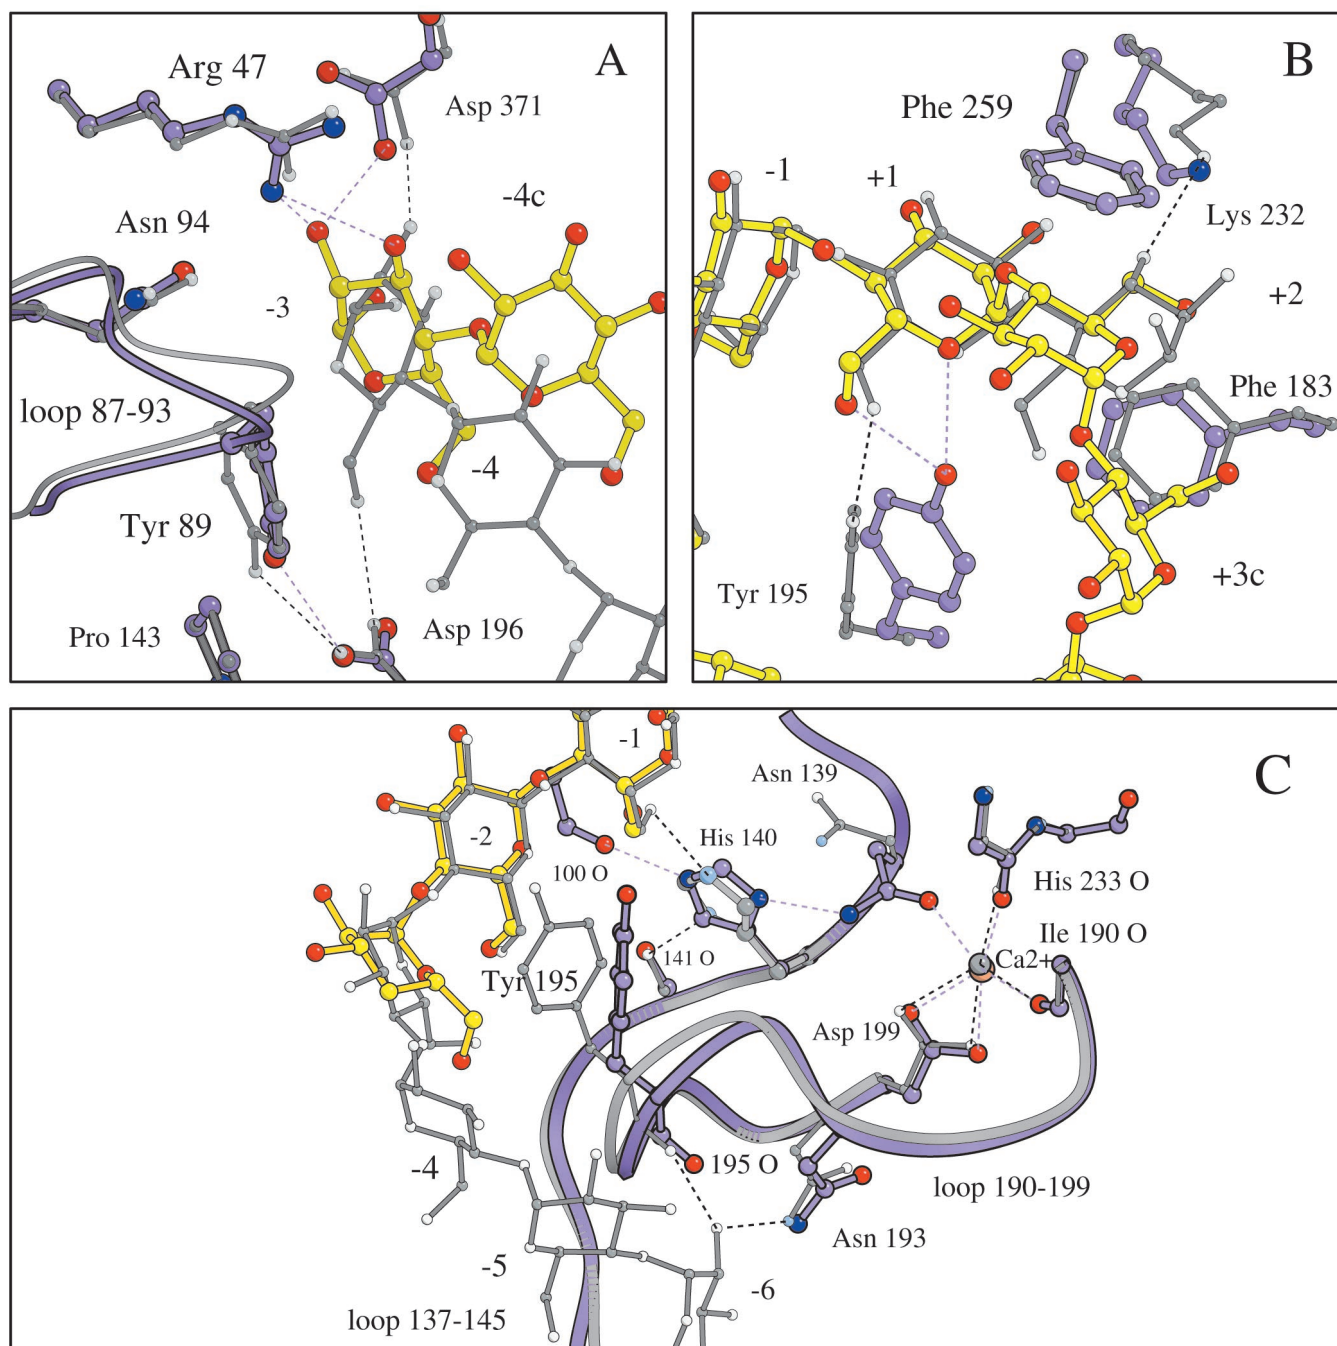 A
Arg 47
Asp 371
-4c
Asn 94
-3
loop 87-93
-4
Tyr 89
Asp 196
Pro 143
B
Phe 259
-1
+1
Lys 232
+2
Phe 183
Tyr 195
+3c
C
-1
Asn 139
-2
His 140
100 O
His 233 O
Ile 190 O
Ca2+
141 O
Tyr 195
Asp 199
195 O
-4
loop 190-199
Asn 193
-5
-6
loop 137-145